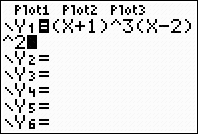 Plot1 Plot2 Plot3
\Y₁=(X+1)^3(X-2)
^2
\Y₂=
\Y₃=
\Y₄=
\Y₅=
\Y₆=